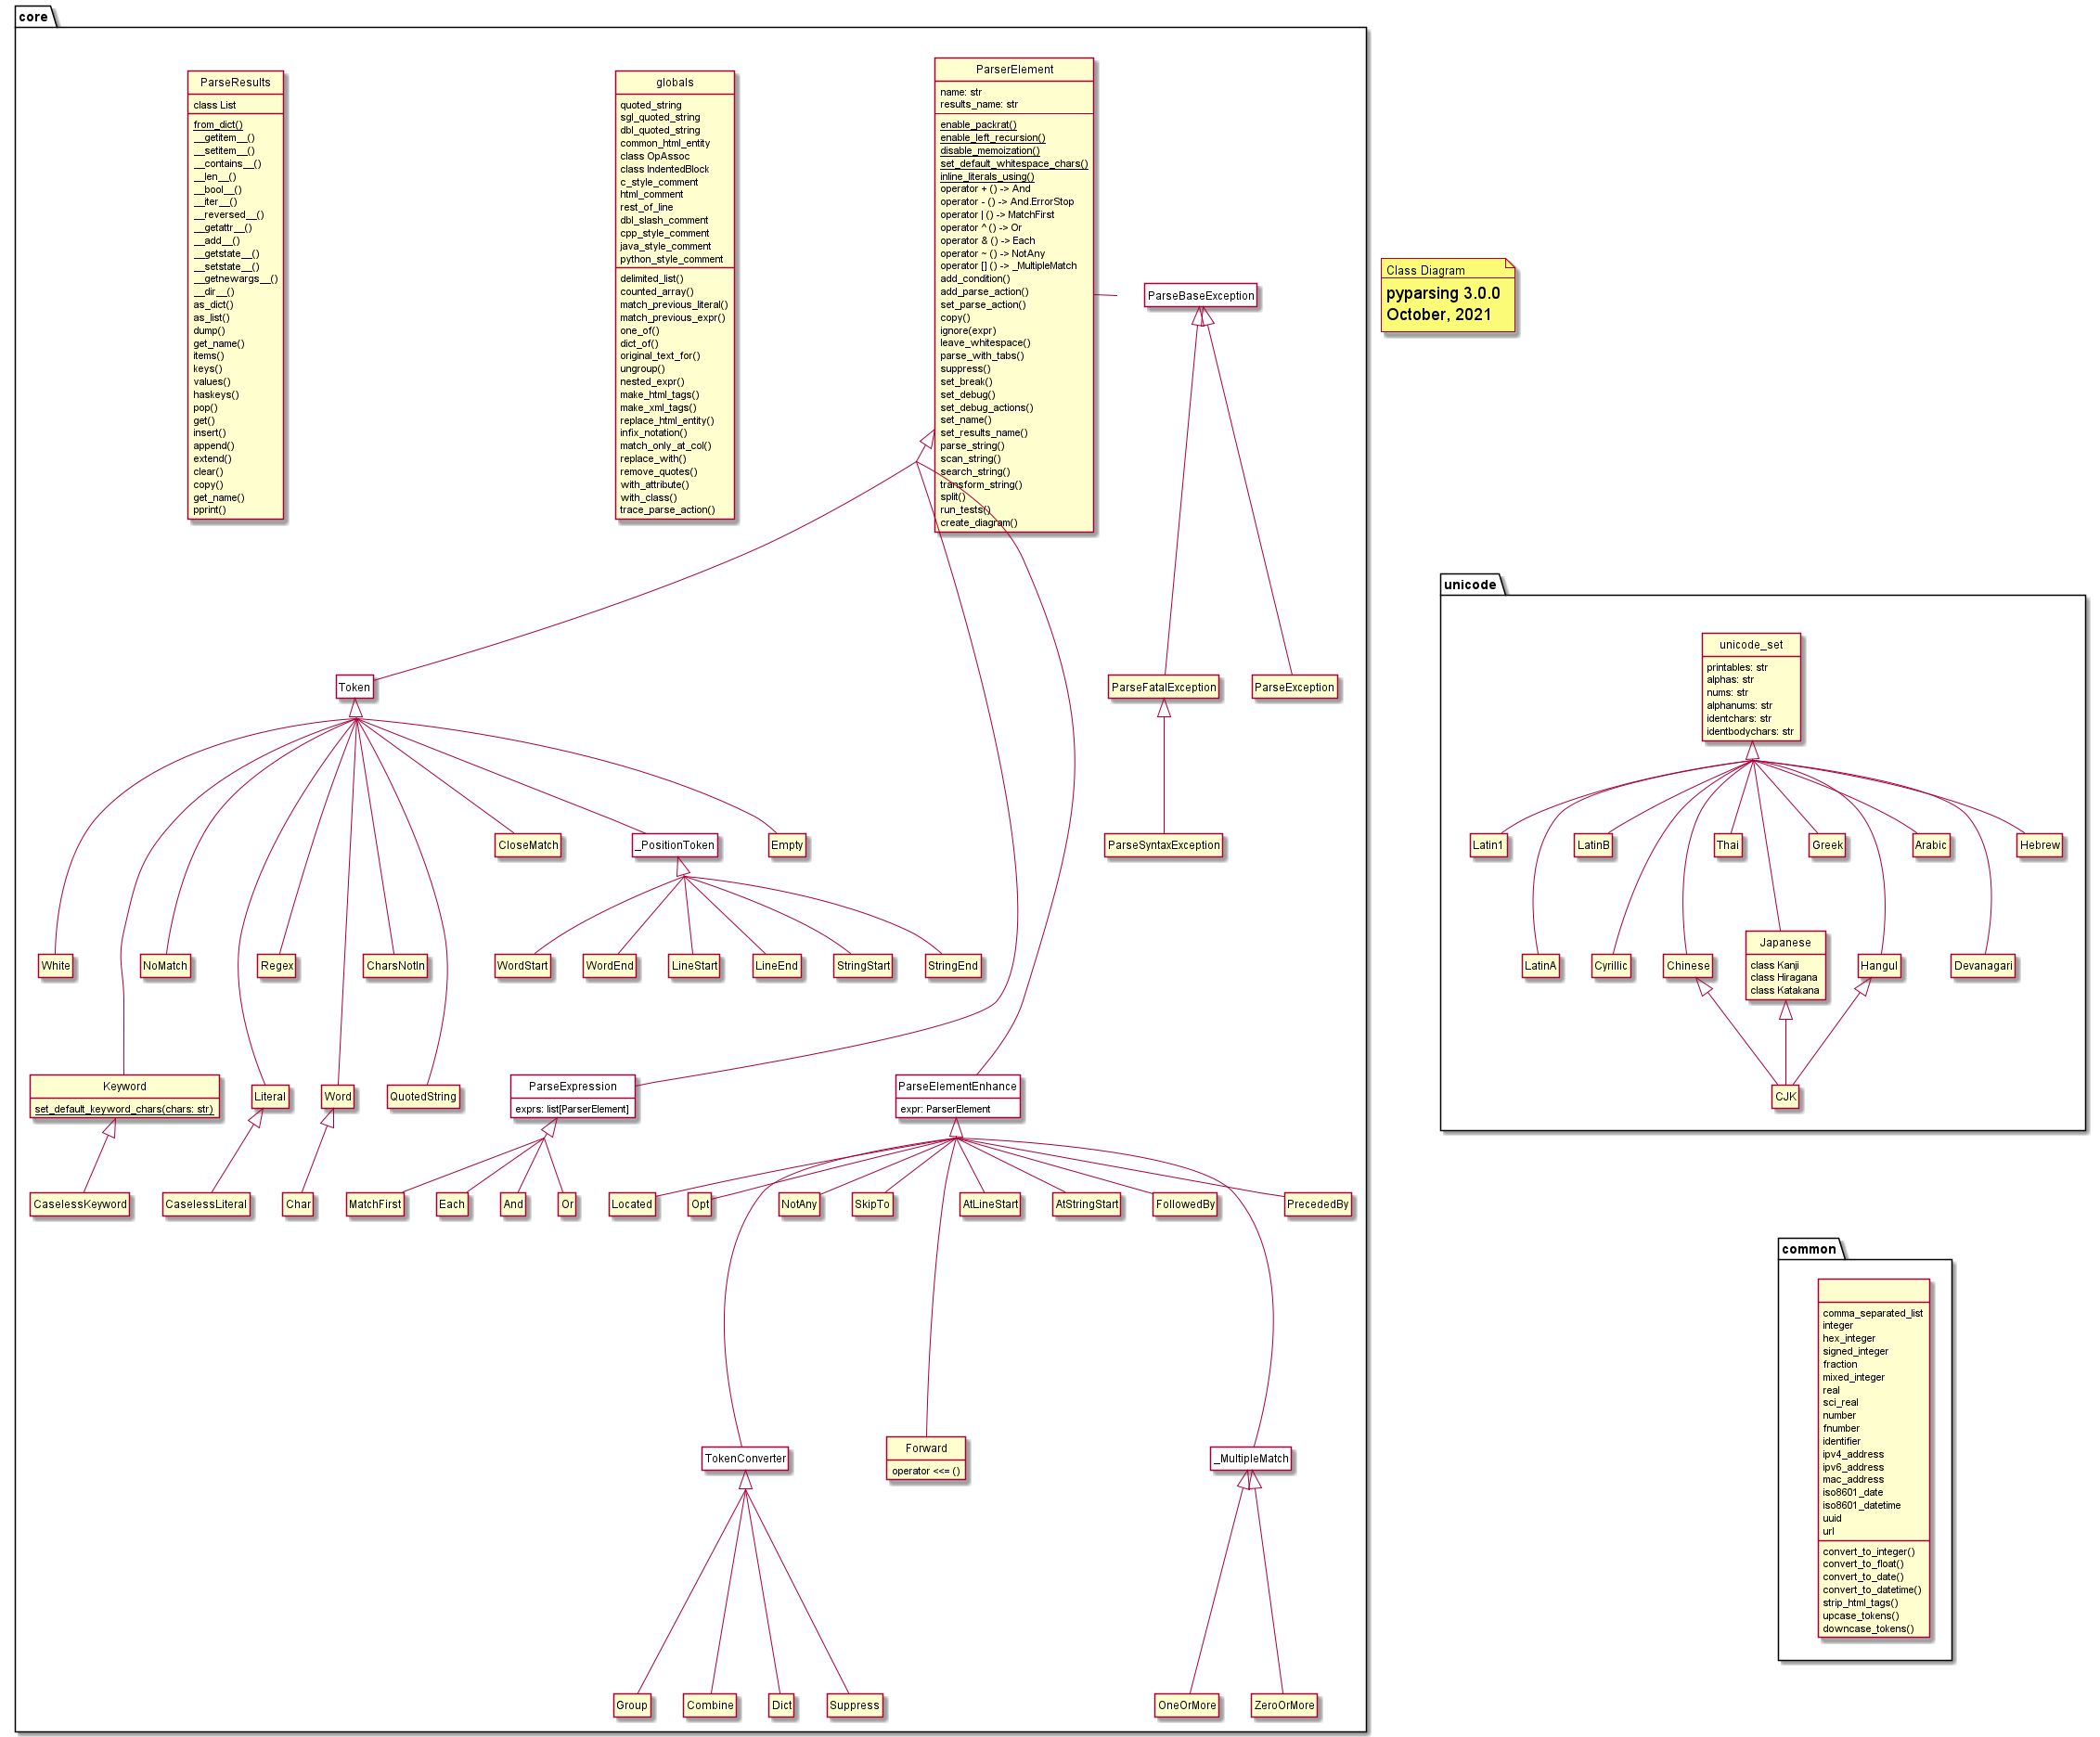 core
ParseResults
class List
from_dict()
__getitem__()
__setitem__()
__contains__()
__len__()
__bool__()
__iter__()
__reversed__()
__getattr__()
__add__()
__getstate__()
__setstate__()
__getnewargs__()
__dir__()
as_dict()
as_list()
dump()
get_name()
items()
keys()
values()
haskeys()
pop()
get()
insert()
append()
extend()
clear()
copy()
get_name()
pprint()
globals
quoted_string
sgl_quoted_string
dbl_quoted_string
common_html_entity
class OpAssoc
class IndentedBlock
c_style_comment
html_comment
rest_of_line
dbl_slash_comment
cpp_style_comment
java_style_comment
python_style_comment
delimited_list()
counted_array()
match_previous_literal()
match_previous_expr()
one_of()
dict_of()
original_text_for()
ungroup()
nested_expr()
make_html_tags()
make_xml_tags()
replace_html_entity()
infix_notation()
match_only_at_col()
replace_with()
remove_quotes()
with_attribute()
with_class()
trace_parse_action()
ParserElement
name: str
results_name: str
enable_packrat()
enable_left_recursion()
disable_memoization()
set_default_whitespace_chars()
inline_literals_using()
operator + () -> And
operator - () -> And.ErrorStop
operator | () -> MatchFirst
operator ^ () -> Or
operator & () -> Each
operator ~ () -> NotAny
operator [] () -> _MultipleMatch
add_condition()
add_parse_action()
set_parse_action()
copy()
ignore(expr)
leave_whitespace()
parse_with_tabs()
suppress()
set_break()
set_debug()
set_debug_actions()
set_name()
set_results_name()
parse_string()
scan_string()
search_string()
transform_string()
split()
run_tests()
create_diagram()
ParseBaseException
Class Diagram
pyparsing 3.0.0
October, 2021
Token
ParseFatalException
ParseException
CloseMatch
_PositionToken
Empty
ParseSyntaxException
White
NoMatch
Regex
CharsNotIn
WordStart
WordEnd
LineStart
LineEnd
StringStart
StringEnd
Keyword
set_default_keyword_chars(chars: str)
Literal
Word
QuotedString
ParseExpression
exprs: list[ParserElement]
ParseElementEnhance
expr: ParserElement
CaselessKeyword
CaselessLiteral
Char
MatchFirst
Each
And
Or
Located
Opt
NotAny
SkipTo
AtLineStart
AtStringStart
FollowedBy
PrecededBy
TokenConverter
Forward
operator <<= ()
_MultipleMatch
Group
Combine
Dict
Suppress
OneOrMore
ZeroOrMore
unicode
unicode_set
printables: str
alphas: str
nums: str
alphanums: str
identchars: str
identbodychars: str
Latin1
LatinB
Thai
Greek
Arabic
Hebrew
LatinA
Cyrillic
Chinese
Japanese
class Kanji
class Hiragana
class Katakana
Hangul
Devanagari
CJK
common
comma_separated_list
integer
hex_integer
signed_integer
fraction
mixed_integer
real
sci_real
number
fnumber
identifier
ipv4_address
ipv6_address
mac_address
iso8601_date
iso8601_datetime
uuid
url
convert_to_integer()
convert_to_float()
convert_to_date()
convert_to_datetime()
strip_html_tags()
upcase_tokens()
downcase_tokens()